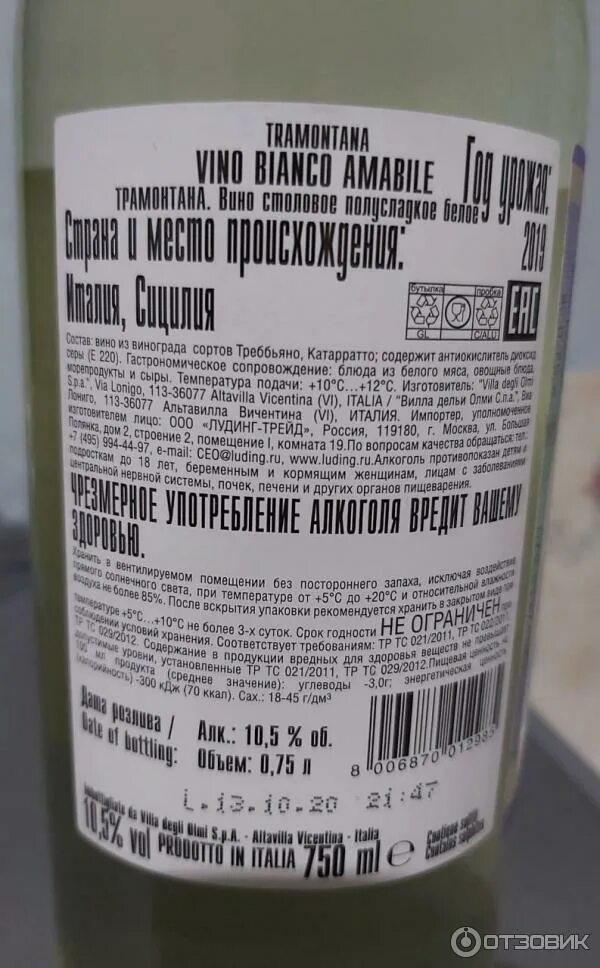 TRAMONTANA
VINO BIANCO AMABILE
ТРАМОНТАНА. Вино столовое полусладкое белое
Год урожая:
2019
Страна и место происхождения:
Италия, Сицилия
бутылка
пробка
GL
C/ALU
EAC
Состав: вино из винограда сортов Треббьяно, Катарратто; содержит антиокислитель диоксид
серы (Е 220). Гастрономическое сопровождение: блюда из белого мяса, овощные блюда,
морепродукты и сыры. Температура подачи: +10°С...+12°С. Изготовитель: "Villa degli Olmi
S.p.a.", Via Lonigo, 113-36077 Altavilla Vicentina (VI), ITALIA / "Вилла дельи Олми С.п.а.", Виа
Лониго, 113-36077 Альтавилла Вичентина (VI), ИТАЛИЯ. Импортер, уполномоченное
изготовителем лицо: ООО «ЛУДИНГ-ТРЕЙД», Россия, 119180, г. Москва, ул. Большая
Полянка, дом 2, строение 2, помещение I, комната 19.По вопросам качества обращаться: тел.:
+7 (495) 994-44-97, e-mail: CEO@luding.ru, www.luding.ru.Алкоголь противопоказан детям и
подросткам до 18 лет, беременным и кормящим женщинам, лицам с заболеваниями
центральной нервной системы, почек, печени и других органов пищеварения.
ЧРЕЗМЕРНОЕ УПОТРЕБЛЕНИЕ АЛКОГОЛЯ ВРЕДИТ ВАШЕМУ
ЗДОРОВЬЮ.
Хранить в вентилируемом помещении без постороннего запаха, исключая воздействие
прямого солнечного света, при температуре от +5°С до +20°С и относительной влажности
воздуха не более 85%. После вскрытия упаковки рекомендуется хранить в закрытом виде при
температуре +5°С...+10°С не более 3-х суток. Срок годности НЕ ОГРАНИЧЕН при
соблюдении условий хранения. Соответствует требованиям: ТР ТС 021/2011, ТР ТС 022/2011,
ТР ТС 029/2012. Содержание в продукции вредных для здоровья веществ не превышает
допустимые уровни, установленные ТР ТС 021/2011, ТР ТС 029/2012.Пищевая ценность на
100 мл продукта (среднее значение): углеводы -3,0г; энергетическая ценность
(калорийность) -300 кДж (70 ккал). Сах.: 18-45 г/дм³
Дата розлива /
Date of bottling:
Алк.: 10,5 % об.
Объем: 0,75 л
8 006870 012985
L.13.10.20 21:47
Imbottigliato da Villa degli Olmi S.P.A. - Altavilla Vicentina - Italia
10,5% vol PRODOTTO IN ITALIA 750 ml e
Contiene solfiti
Contains sulphites
ОТЗОВИК